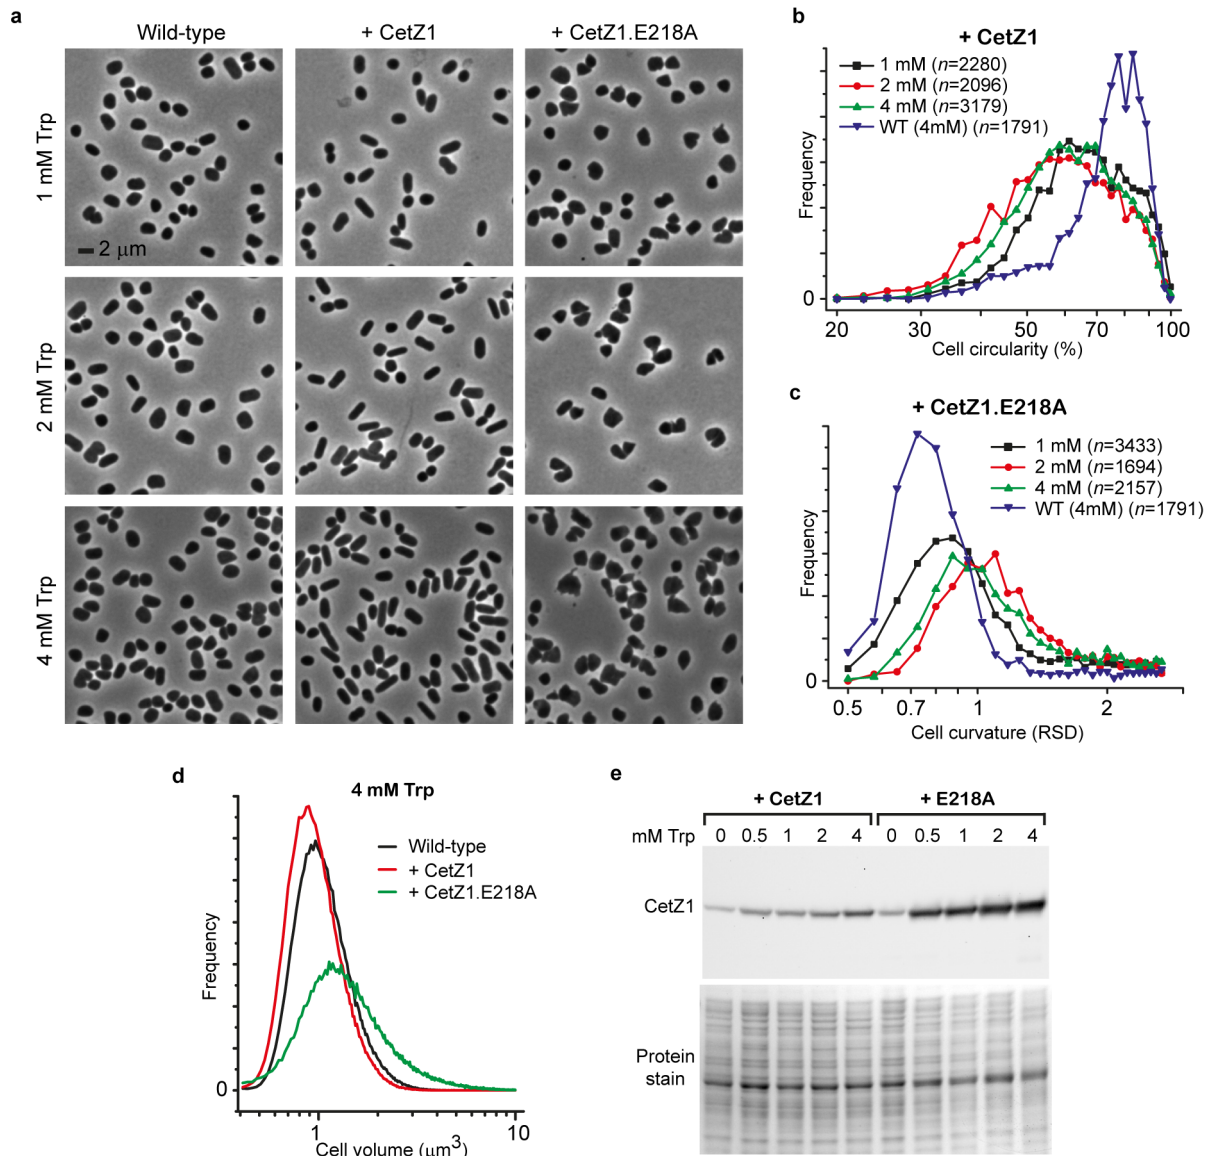 a
Wild-type
+ CetZ1
+ CetZ1.E218A
1 mM Trp
2 μm
2 mM Trp
4 mM Trp
b
+ CetZ1
1 mM (n=2280)
2 mM (n=2096)
4 mM (n=3179)
WT (4mM) (n=1791)
Frequency
0
20 30 50 70 100
Cell circularity (%)
c
+ CetZ1.E218A
1 mM (n=3433)
2 mM (n=1694)
4 mM (n=2157)
WT (4mM) (n=1791)
Frequency
0
0.5 0.7 1 2
Cell curvature (RSD)
d
4 mM Trp
Wild-type
+ CetZ1
+ CetZ1.E218A
Frequency
0
1 10
Cell volume (μm³)
e
+ CetZ1 + E218A
mM Trp 0 0.5 1 2 4 0 0.5 1 2 4
CetZ1
Protein
stain